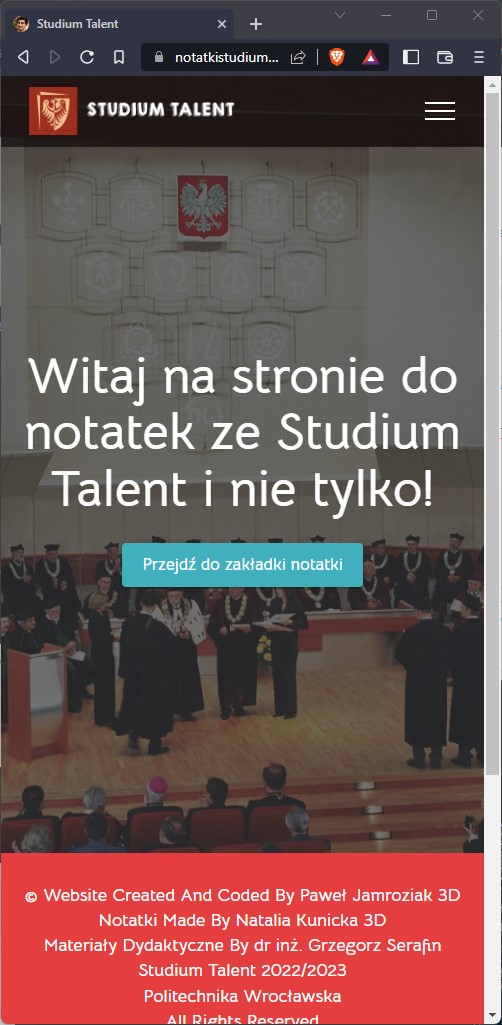 Studium Talent
notatkistudium...
STUDIUM TALENT
Witaj na stronie do
notatek ze Studium
Talent i nie tylko!
Przejdź do zakładki notatki
© Website Created And Coded By Paweł Jamroziak 3D
Notatki Made By Natalia Kunicka 3D
Materiały Dydaktyczne By dr inż. Grzegorz Serafin
Studium Talent 2022/2023
Politechnika Wrocławska
All Rights Reserved